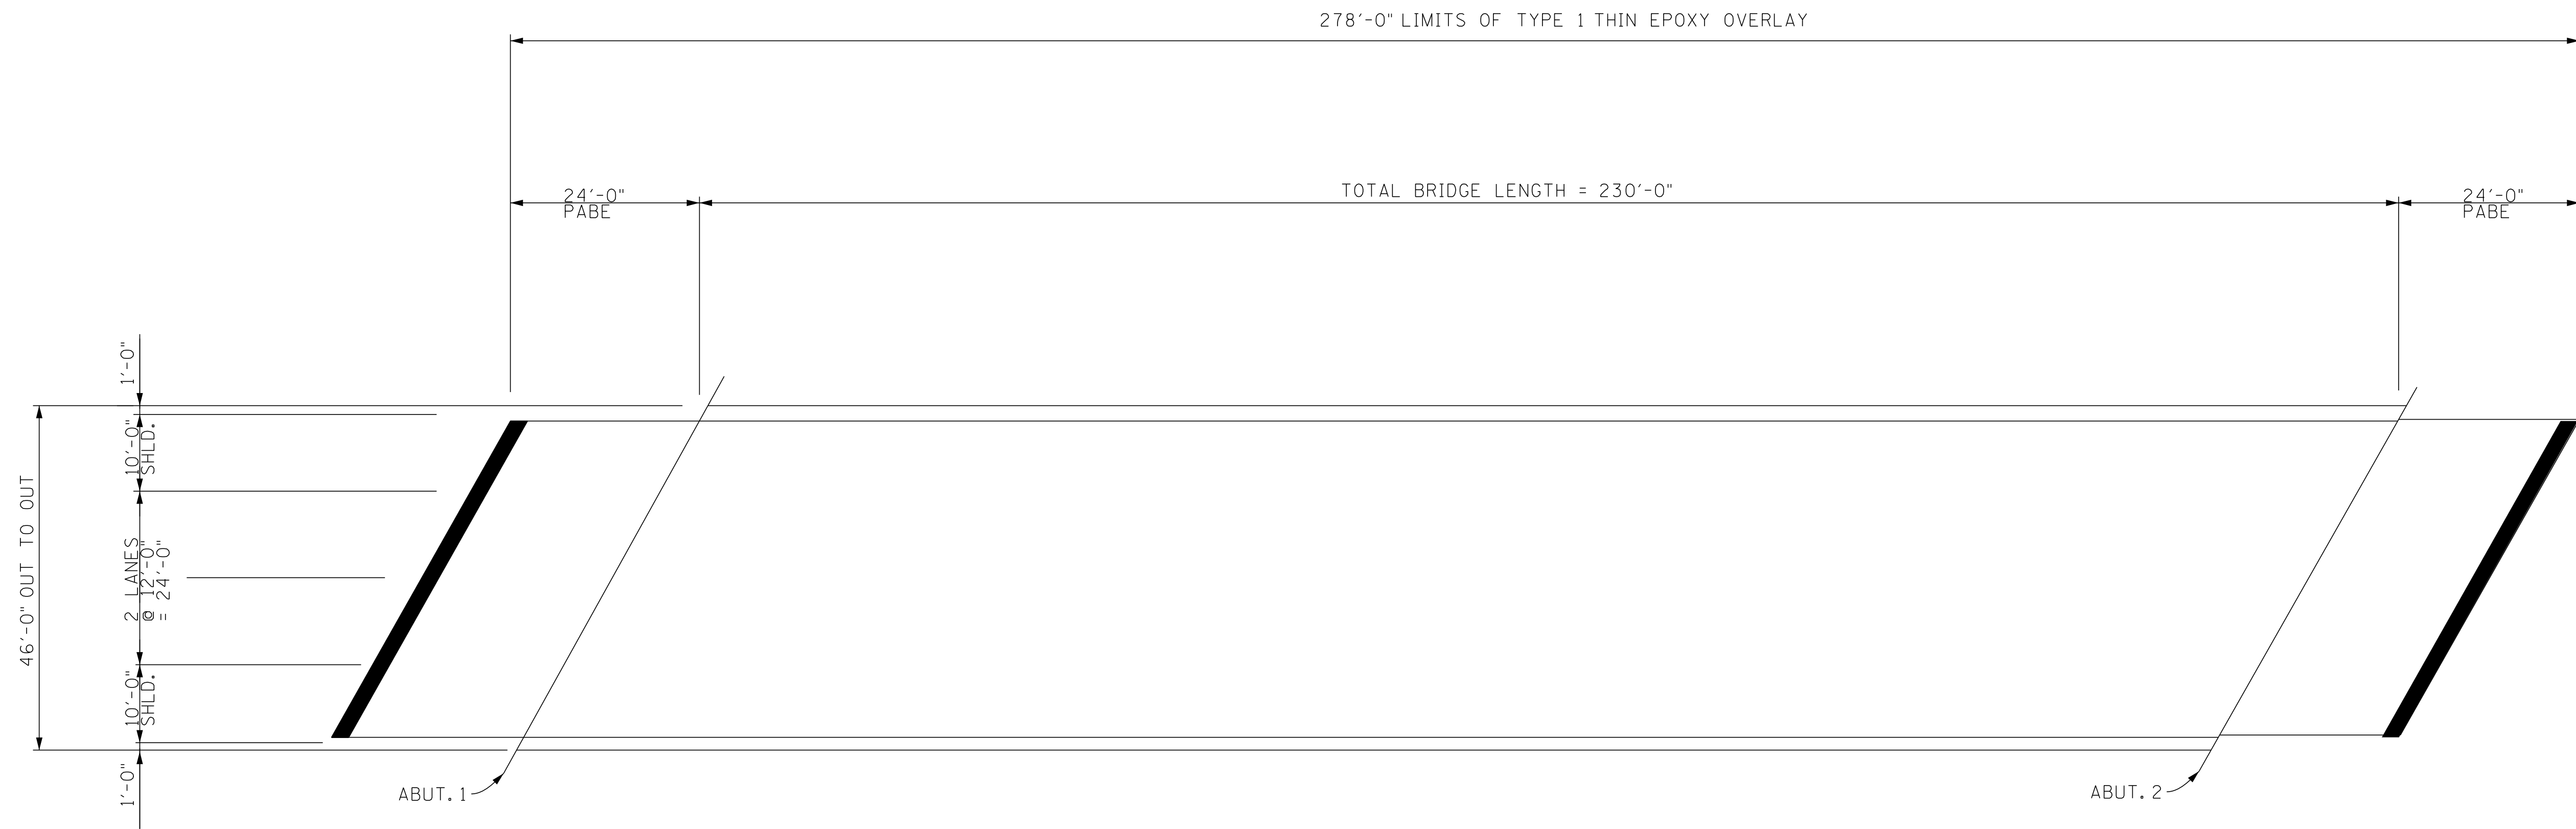 278'-0" LIMITS OF TYPE 1 THIN EPOXY OVERLAY
24'-0"
PABE
TOTAL BRIDGE LENGTH = 230'-0"
24'-0"
PABE
1'-0"
10'-0"
SHLD.
46'-0" OUT TO OUT
2 LANES
@ 12'-0"
= 24'-0"
10'-0"
SHLD.
1'-0"
ABUT. 1
ABUT. 2